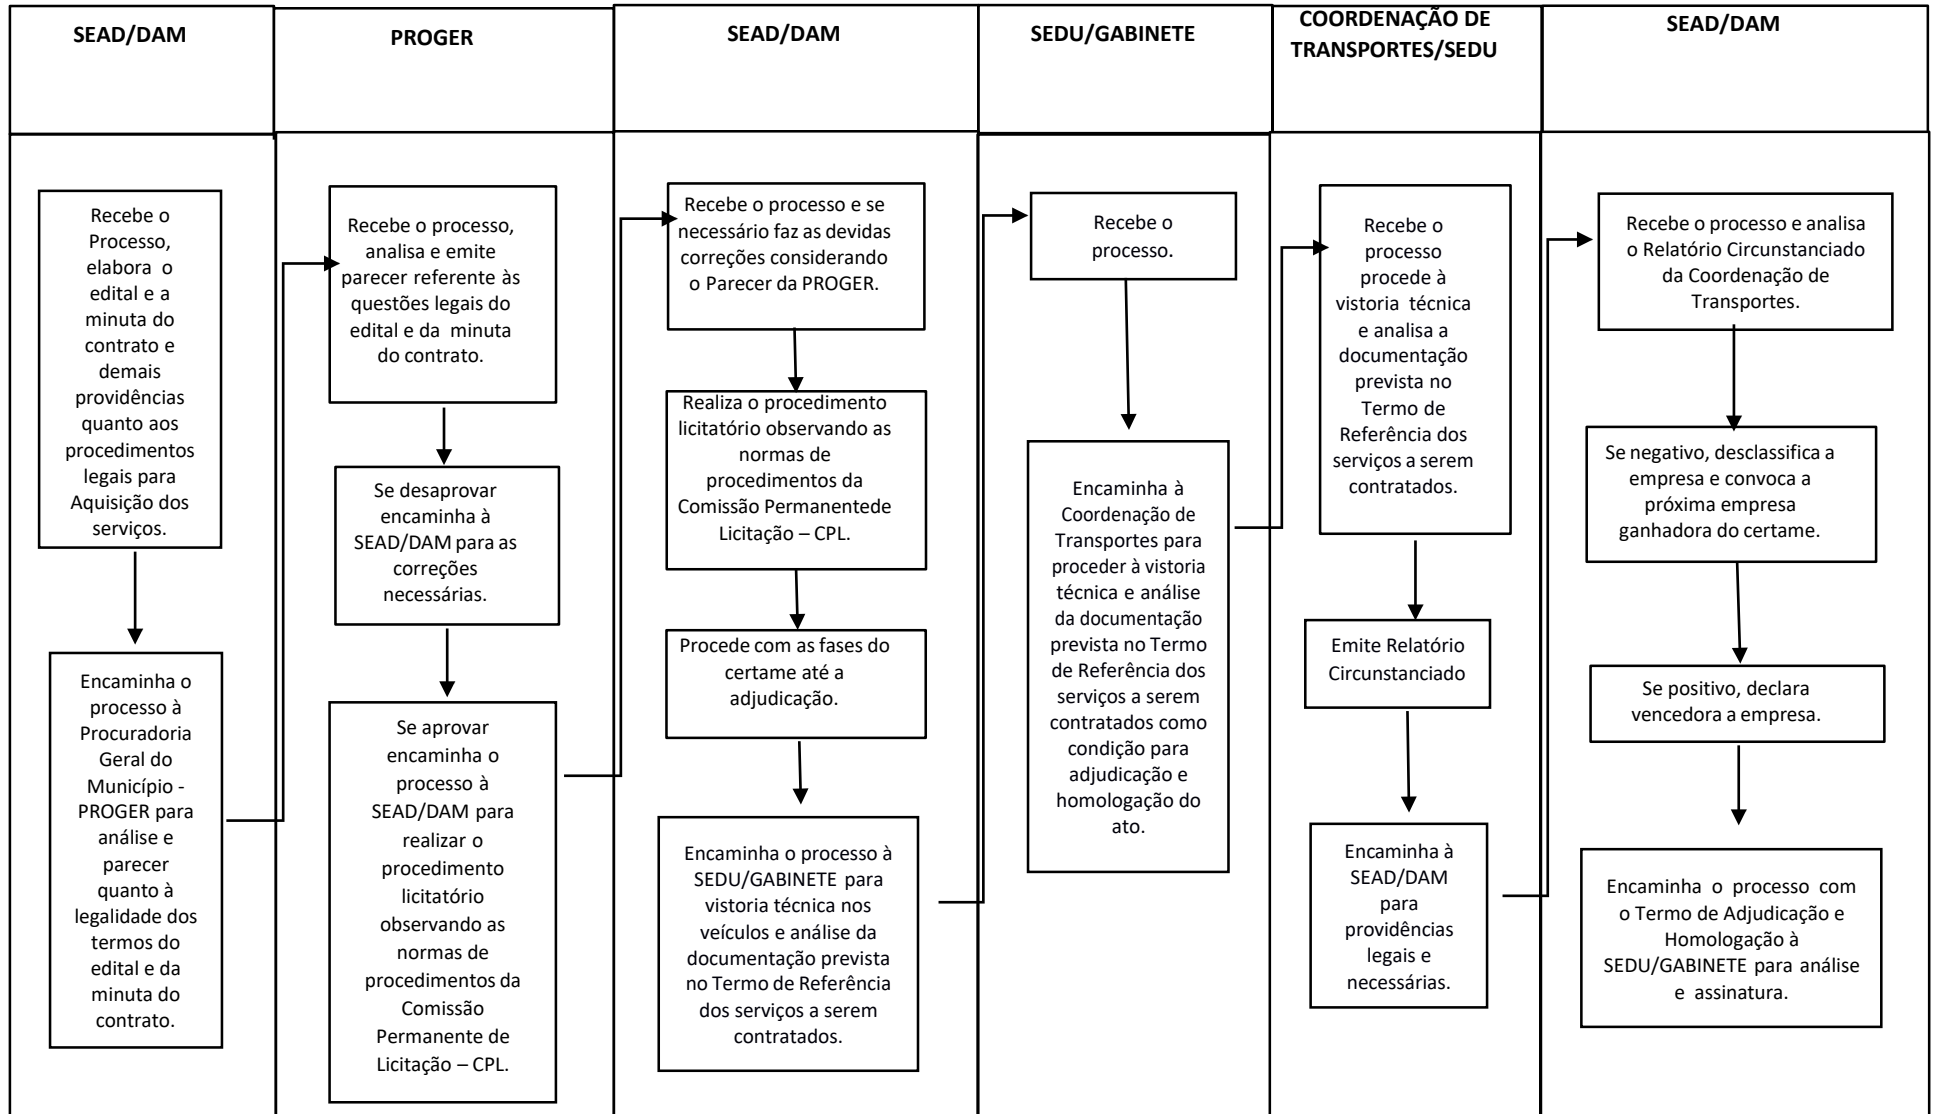 SEAD/DAM
PROGER
SEAD/DAM
SEDU/GABINETE
COORDENAÇÃO DE
TRANSPORTES/SEDU
SEAD/DAM
Recebe o
Processo,
elabora o
edital e a
minuta do
contrato e
demais
providências
quanto aos
procedimentos
legais para
Aquisição dos
serviços.
Encaminha o
processo à
Procuradoria
Geral do
Município -
PROGER para
análise e
parecer
quanto à
legalidade dos
termos do
edital e da
minuta do
contrato.
Recebe o processo,
analisa e emite
parecer referente às
questões legais do
edital e da minuta
do contrato.
Se desaprovar
encaminha à
SEAD/DAM para as
correções
necessárias.
Se aprovar
encaminha o
processo à
SEAD/DAM para
realizar o
procedimento
licitatório
observando as
normas de
procedimentos da
Comissão
Permanente de
Licitação – CPL.
Recebe o processo e se
necessário faz as devidas
correções considerando
o Parecer da PROGER.
Realiza o procedimento
licitatório observando as
normas de
procedimentos da
Comissão Permanentede
Licitação – CPL.
Procede com as fases do
certame até a
adjudicação.
Encaminha o processo à
SEDU/GABINETE para
vistoria técnica nos
veículos e análise da
documentação prevista
no Termo de Referência
dos serviços a serem
contratados.
Recebe o
processo.
Encaminha à
Coordenação de
Transportes para
proceder à vistoria
técnica e análise
da documentação
prevista no Termo
de Referência dos
serviços a serem
contratados como
condição para
adjudicação e
homologação do
ato.
Recebe o
processo
procede à
vistoria técnica
e analisa a
documentação
prevista no
Termo de
Referência dos
serviços a serem
contratados.
Emite Relatório
Circunstanciado
Encaminha à
SEAD/DAM
para
providências
legais e
necessárias.
Recebe o processo e analisa
o Relatório Circunstanciado
da Coordenação de
Transportes.
Se negativo, desclassifica a
empresa e convoca a
próxima empresa
ganhadora do certame.
Se positivo, declara
vencedora a empresa.
Encaminha o processo com
o Termo de Adjudicação e
Homologação à
SEDU/GABINETE para análise
e assinatura.